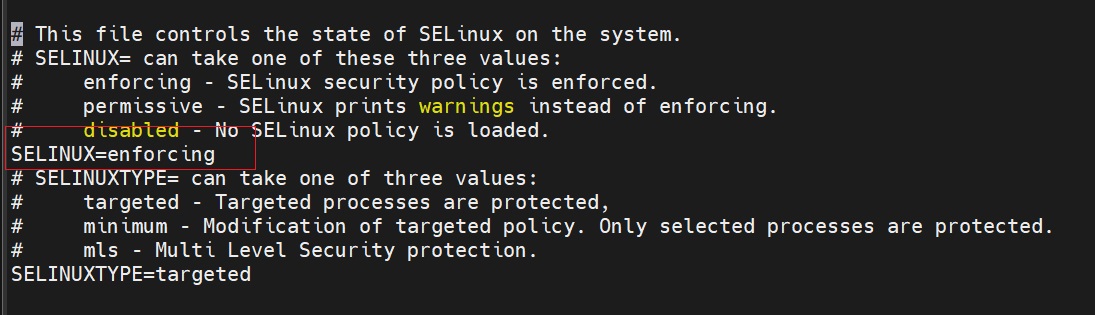 # This file controls the state of SELinux on the system.
# SELINUX= can take one of these three values:
#     enforcing - SELinux security policy is enforced.
#     permissive - SELinux prints warnings instead of enforcing.
#     disabled - No SELinux policy is loaded.
SELINUX=enforcing
# SELINUXTYPE= can take one of three values:
#     targeted - Targeted processes are protected,
#     minimum - Modification of targeted policy. Only selected processes are protected.
#     mls - Multi Level Security protection.
SELINUXTYPE=targeted